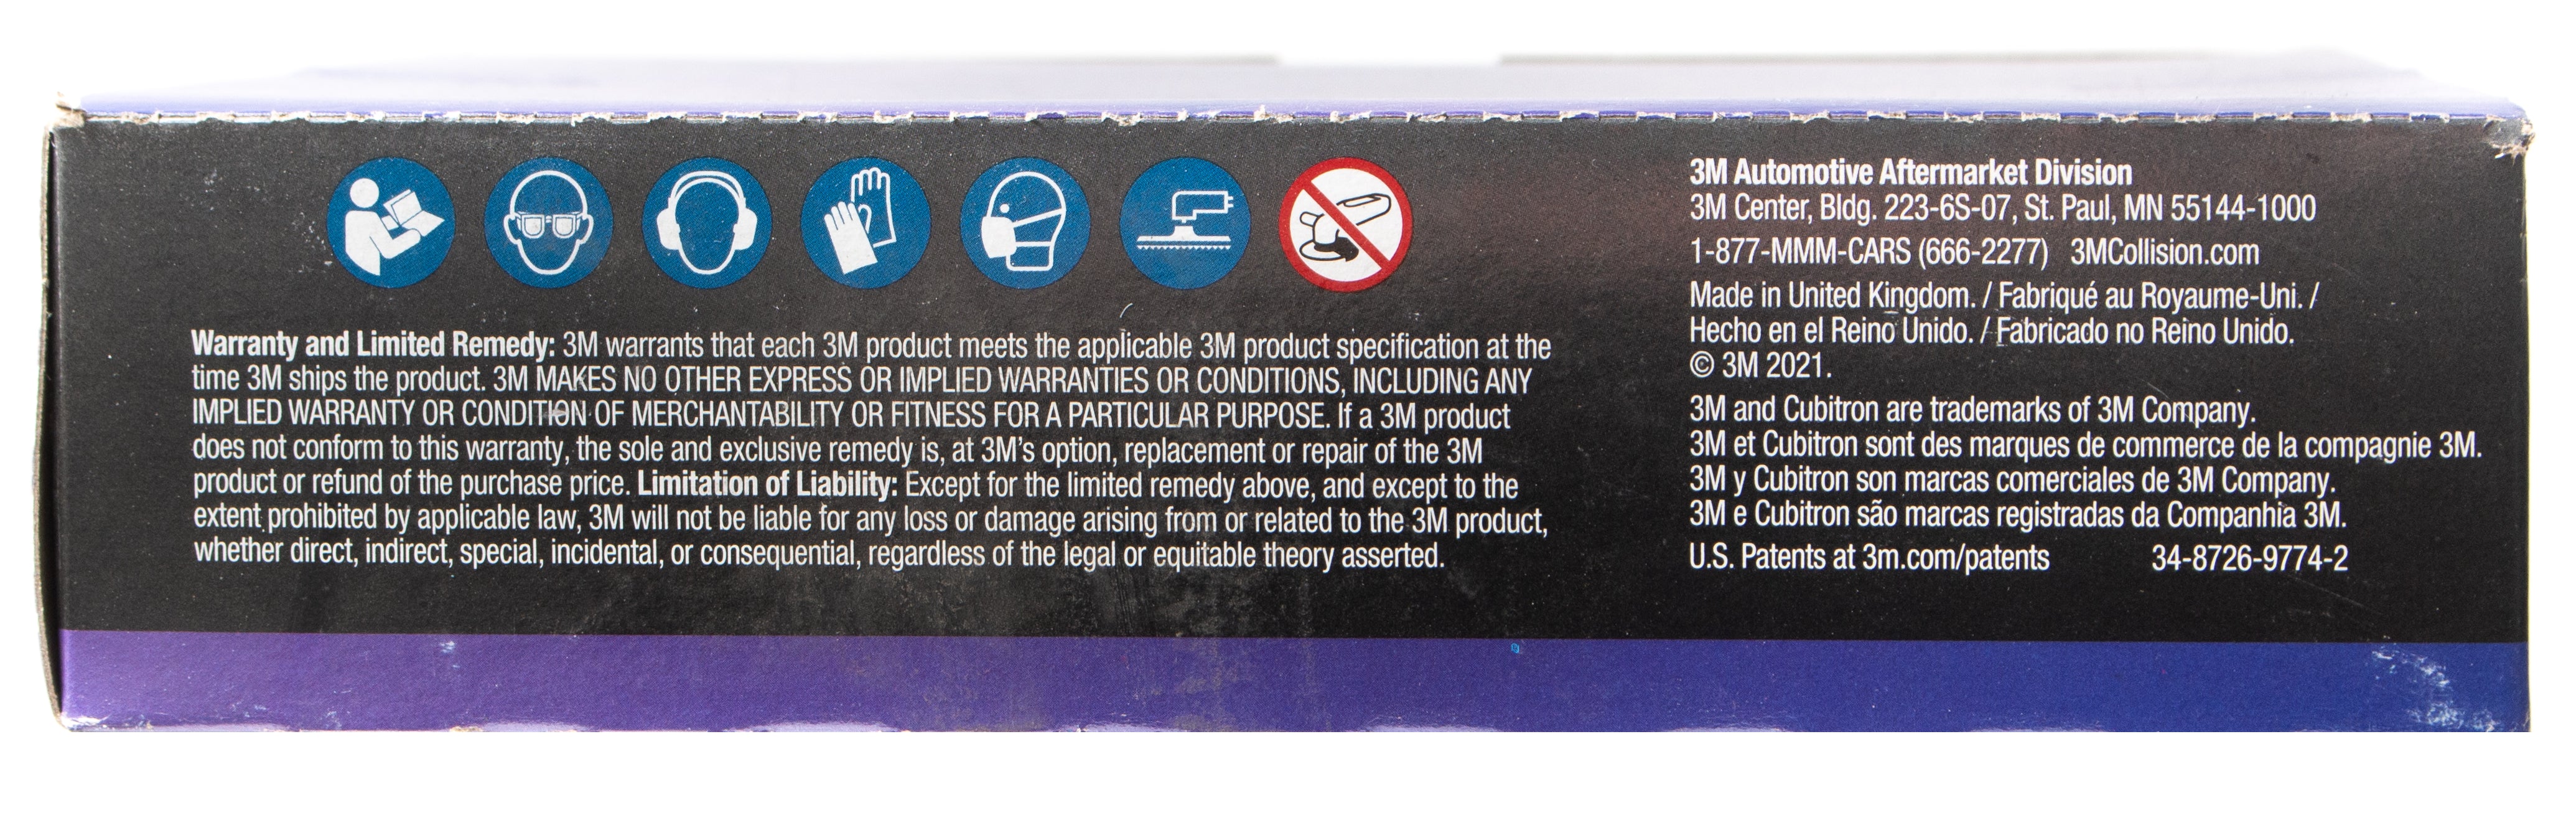 Warranty and Limited Remedy: 3M warrants that each 3M product meets the applicable 3M product specification at the
time 3M ships the product. 3M MAKES NO OTHER EXPRESS OR IMPLIED WARRANTIES OR CONDITIONS, INCLUDING ANY
IMPLIED WARRANTY OR CONDITION OF MERCHANTABILITY OR FITNESS FOR A PARTICULAR PURPOSE. If a 3M product
does not conform to this warranty, the sole and exclusive remedy is, at 3M's option, replacement or repair of the 3M
product or refund of the purchase price. Limitation of Liability: Except for the limited remedy above, and except to the
extent prohibited by applicable law, 3M will not be liable for any loss or damage arising from or related to the 3M product,
whether direct, indirect, special, incidental, or consequential, regardless of the legal or equitable theory asserted.
3M Automotive Aftermarket Division
3M Center, Bldg. 223-6S-07, St. Paul, MN 55144-1000
1-877-MMM-CARS (666-2277) 3MCollision.com
Made in United Kingdom. / Fabriqué au Royaume-Uni. /
Hecho en el Reino Unido. / Fabricado no Reino Unido.
© 3M 2021.
3M and Cubitron are trademarks of 3M Company.
3M et Cubitron sont des marques de commerce de la compagnie 3M.
3M y Cubitron son marcas comerciales de 3M Company.
3M e Cubitron são marcas registradas da Companhia 3M.
U.S. Patents at 3m.com/patents 34-8726-9774-2